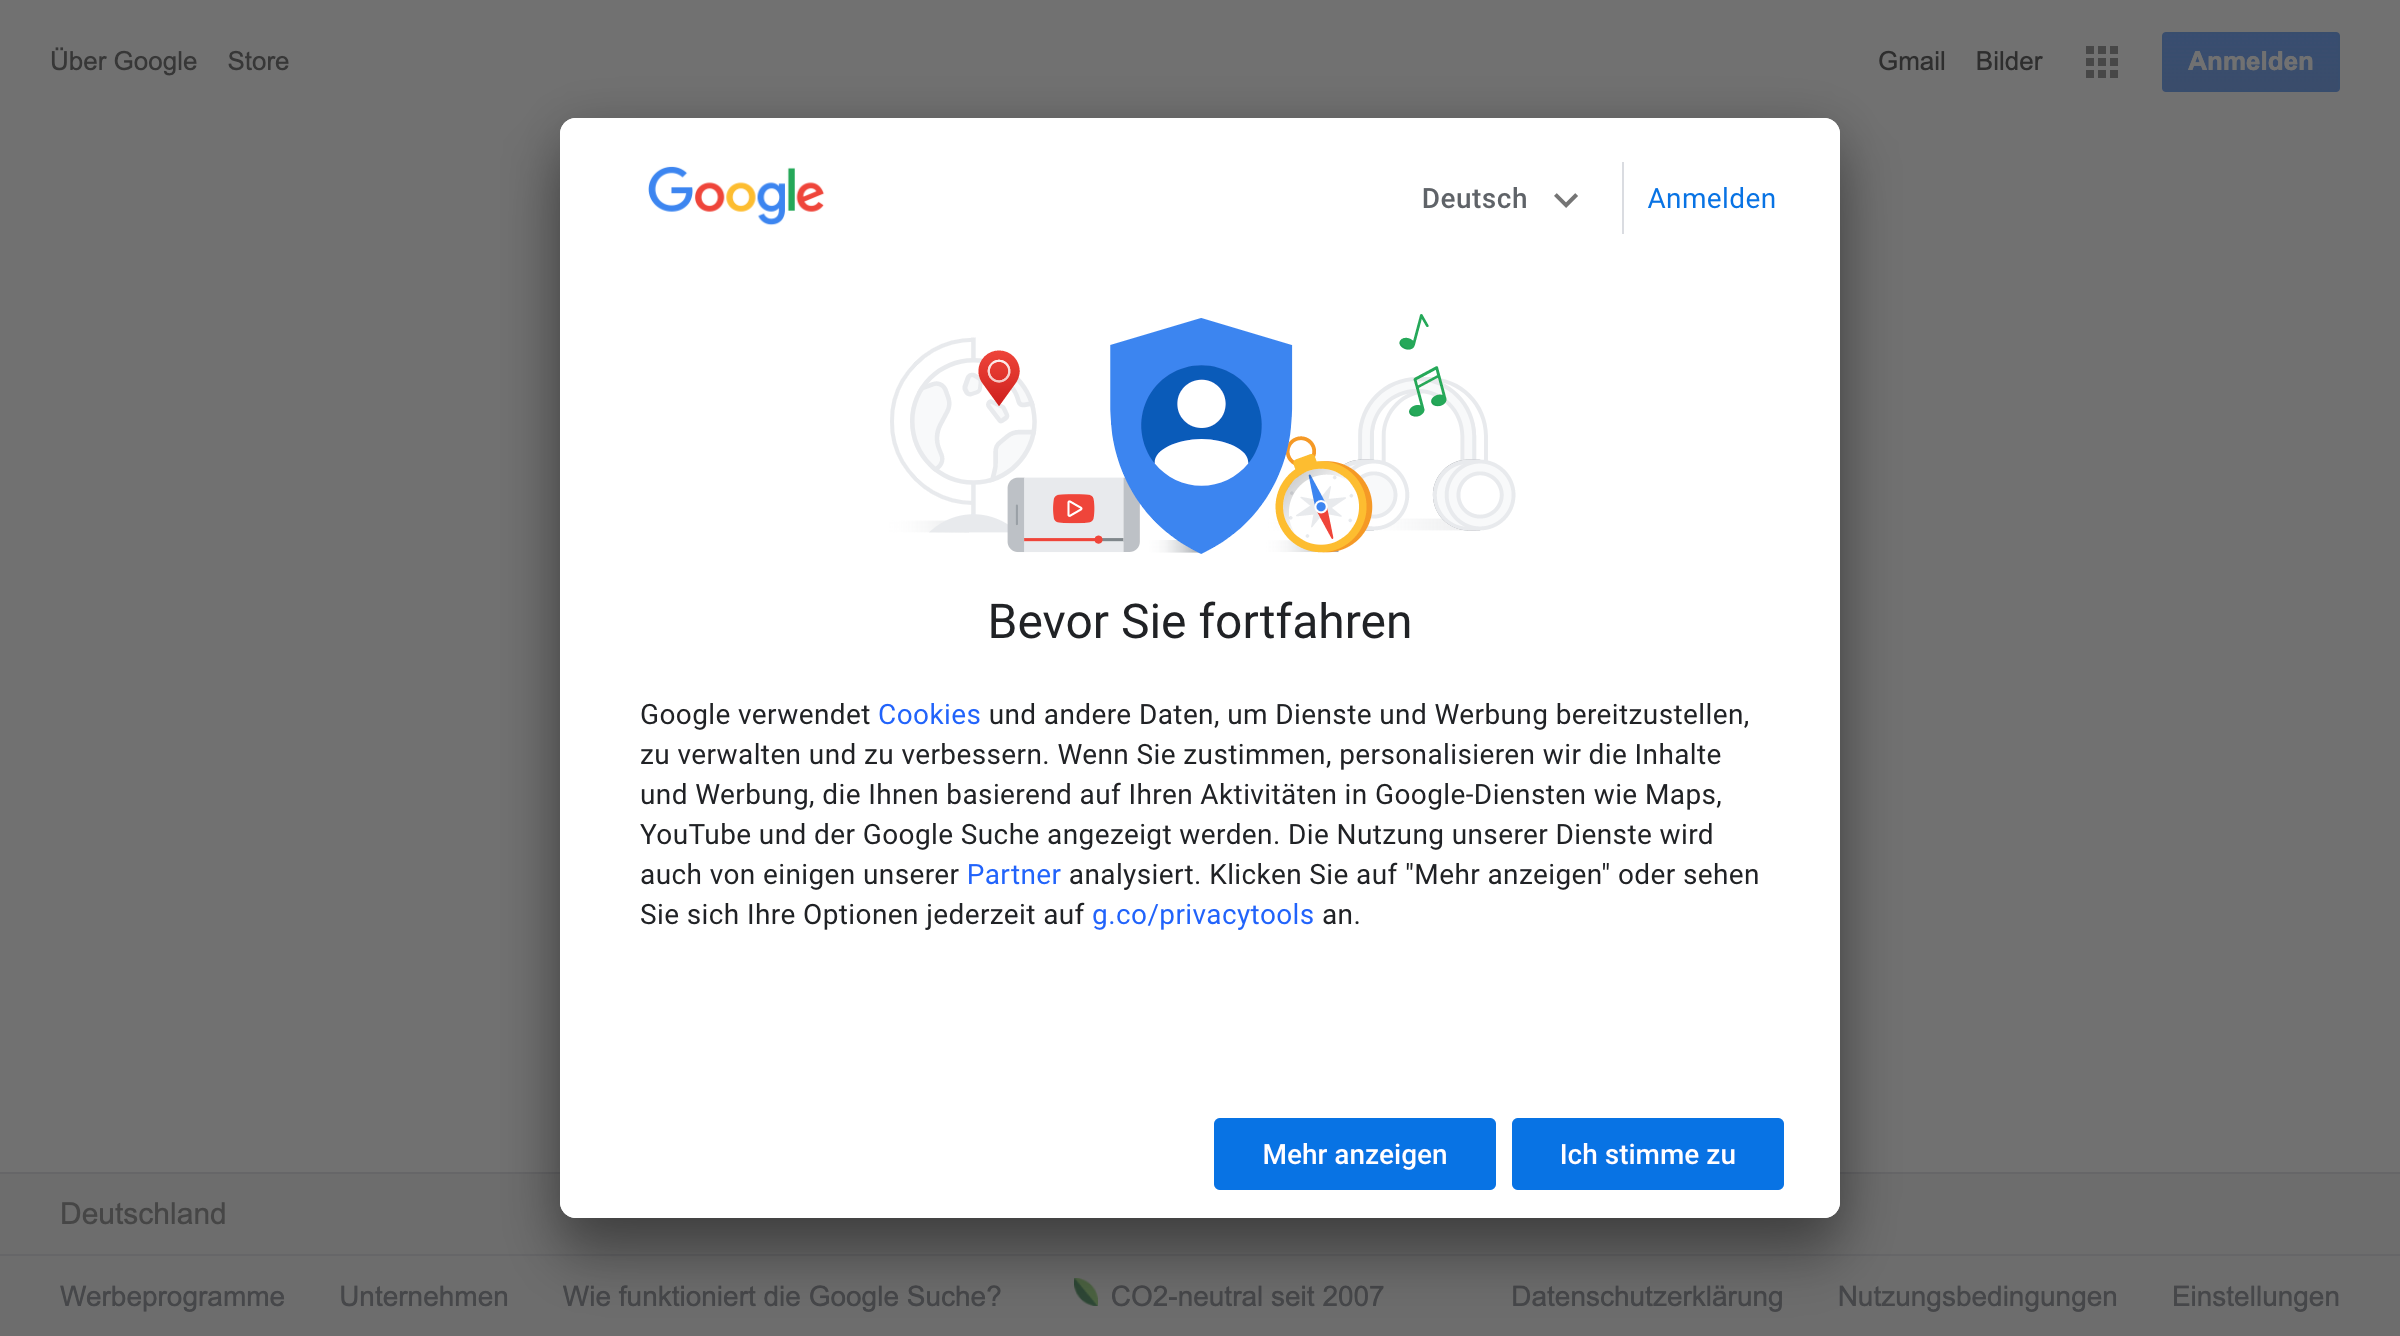 Über Google Store
Gmail Bilder Anmelden
Google
Deutsch Anmelden
Bevor Sie fortfahren
Google verwendet Cookies und andere Daten, um Dienste und Werbung bereitzustellen,
zu verwalten und zu verbessern. Wenn Sie zustimmen, personalisieren wir die Inhalte
und Werbung, die Ihnen basierend auf Ihren Aktivitäten in Google-Diensten wie Maps,
YouTube und der Google Suche angezeigt werden. Die Nutzung unserer Dienste wird
auch von einigen unserer Partner analysiert. Klicken Sie auf "Mehr anzeigen" oder sehen
Sie sich Ihre Optionen jederzeit auf g.co/privacytools an.
Mehr anzeigen Ich stimme zu
Deutschland
Werbeprogramme Unternehmen Wie funktioniert die Google Suche? CO2-neutral seit 2007 Datenschutzerklärung Nutzungsbedingungen Einstellungen